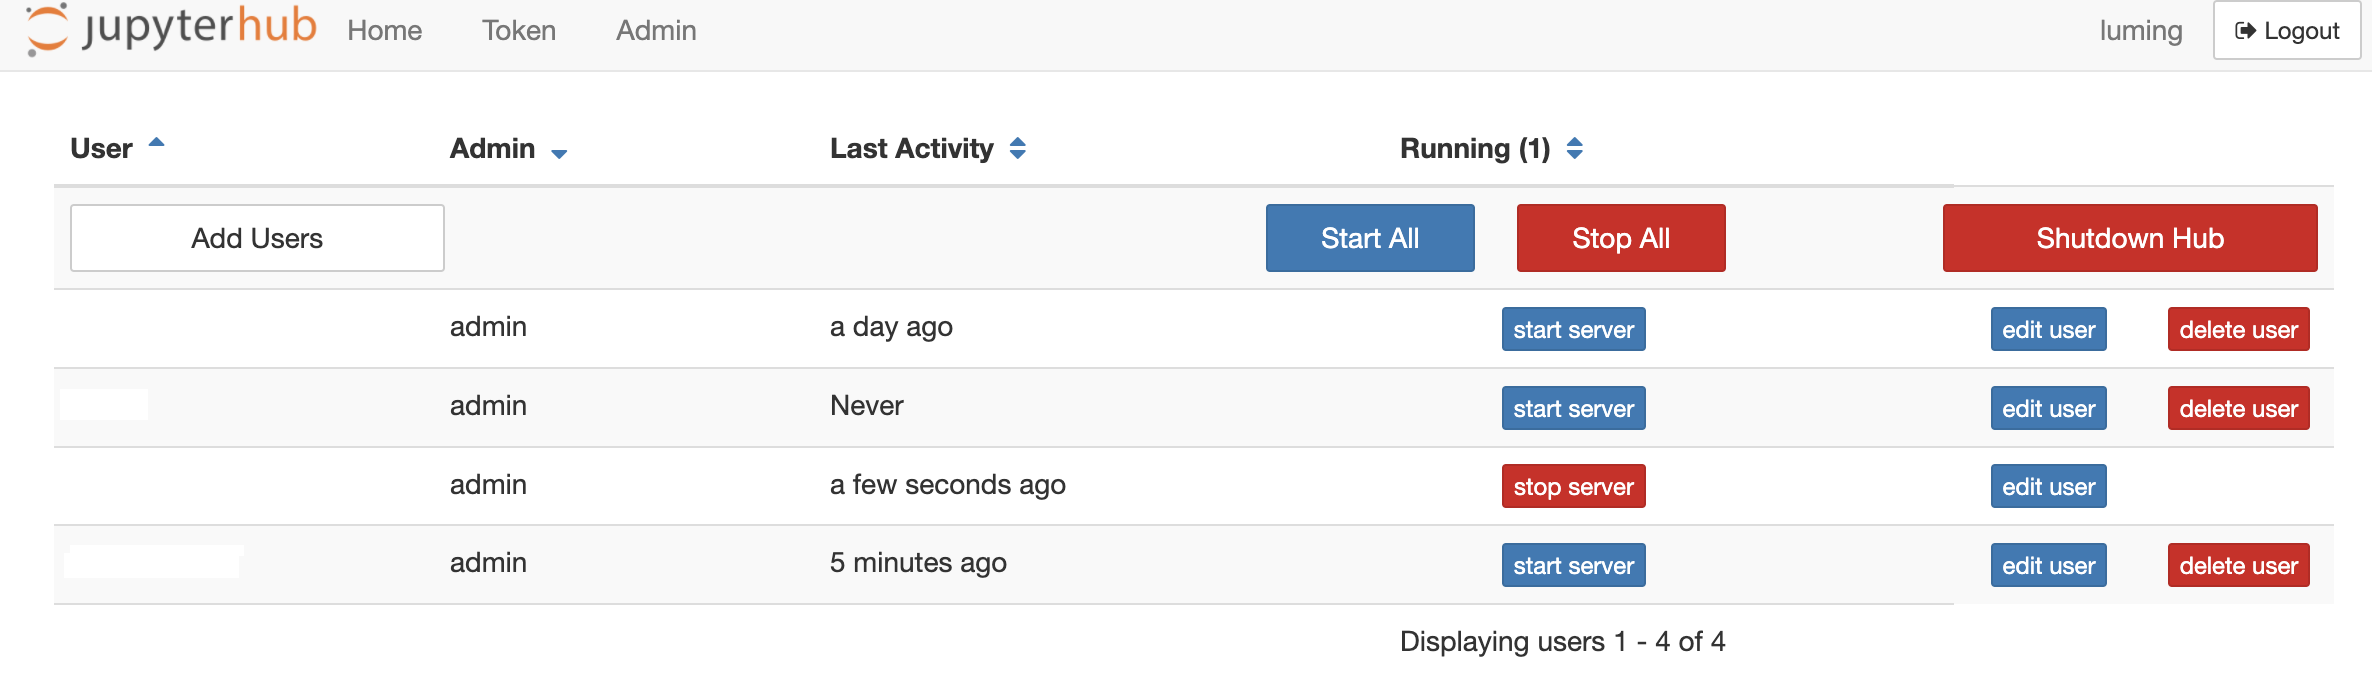 jupyterhub Home Token Admin luming Logout
User Admin Last Activity Running (1)
Add Users Start All Stop All Shutdown Hub
admin a day ago start server edit user delete user
admin Never start server edit user delete user
admin a few seconds ago stop server edit user
admin 5 minutes ago start server edit user delete user
Displaying users 1 - 4 of 4